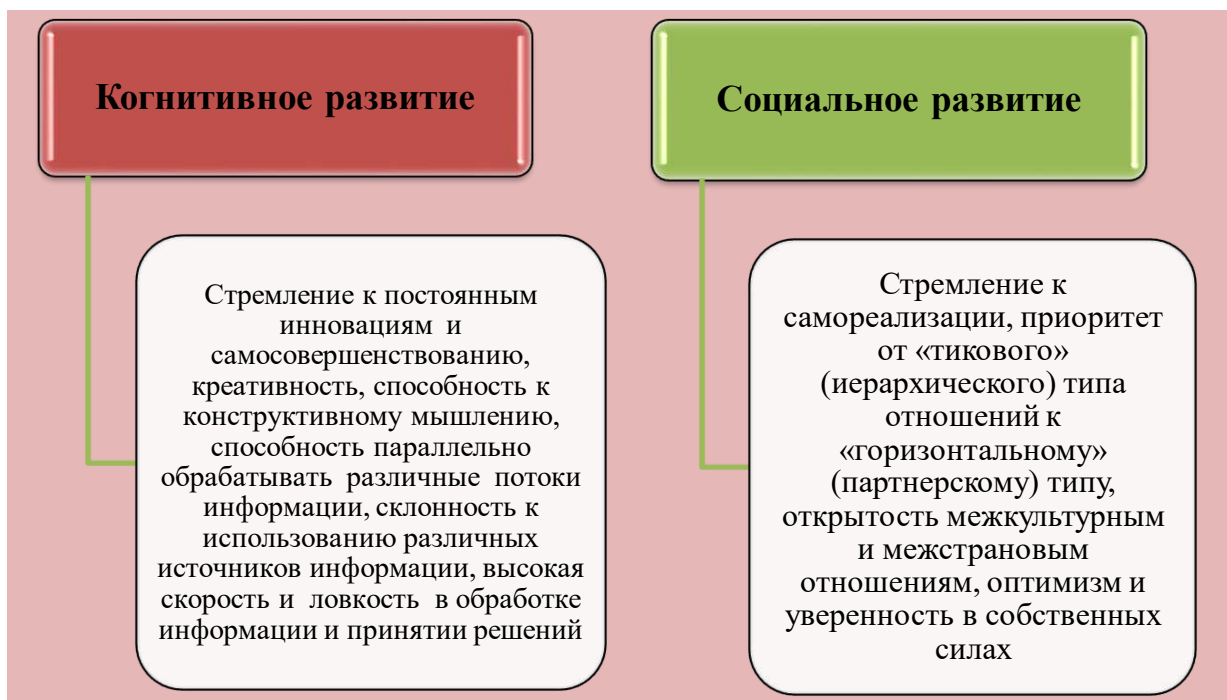 Когнитивное развитие
Стремление к постоянным
инновациям и
самосовершенствованию,
креативность, способность к
конструктивному мышлению,
способность параллельно
обрабатывать различные потоки
информации, склонность к
использованию различных
источников информации, высокая
скорость и ловкость в обработке
информации и принятии решений
Социальное развитие
Стремление к
самореализации, приоритет
от «тикового»
(иерархического) типа
отношений к
«горизонтальному»
(партнерскому) типу,
открытость межкультурным
и межстрановым
отношениям, оптимизм и
уверенность в собственных
силах